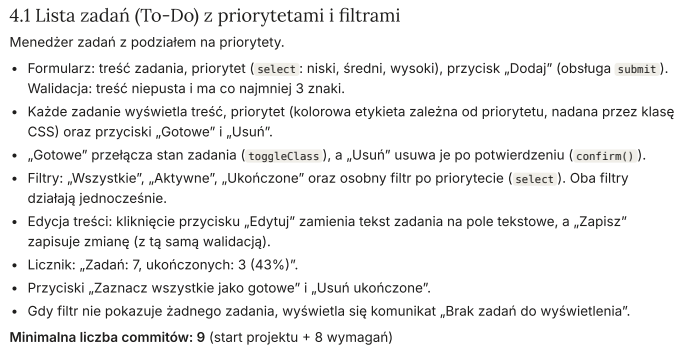 4.1 Lista zadań (To-Do) z priorytetami i filtrami
Menedżer zadań z podziałem na priorytety.
• Formularz: treść zadania, priorytet (select: niski, średni, wysoki), przycisk „Dodaj” (obsługa submit).
Walidacja: treść niepusta i ma co najmniej 3 znaki.
• Każde zadanie wyświetla treść, priorytet (kolorowa etykieta zależna od priorytetu, nadana przez klasę
CSS) oraz przyciski „Gotowe” i „Usuń”.
• „Gotowe” przełącza stan zadania (toggleClass), a „Usuń” usuwa je po potwierdzeniu (confirm()).
• Filtry: „Wszystkie”, „Aktywne”, „Ukończone” oraz osobny filtr po priorytecie (select). Oba filtry
działają jednocześnie.
• Edycja treści: kliknięcie przycisku „Edytuj” zamienia tekst zadania na pole tekstowe, a „Zapisz”
zapisuje zmianę (z tą samą walidacją).
• Licznik: „Zadań: 7, ukończonych: 3 (43%)”.
• Przyciski „Zaznacz wszystkie jako gotowe” i „Usuń ukończone”.
• Gdy filtr nie pokazuje żadnego zadania, wyświetla się komunikat „Brak zadań do wyświetlenia”.
Minimalna liczba commitów: 9 (start projektu + 8 wymagań)